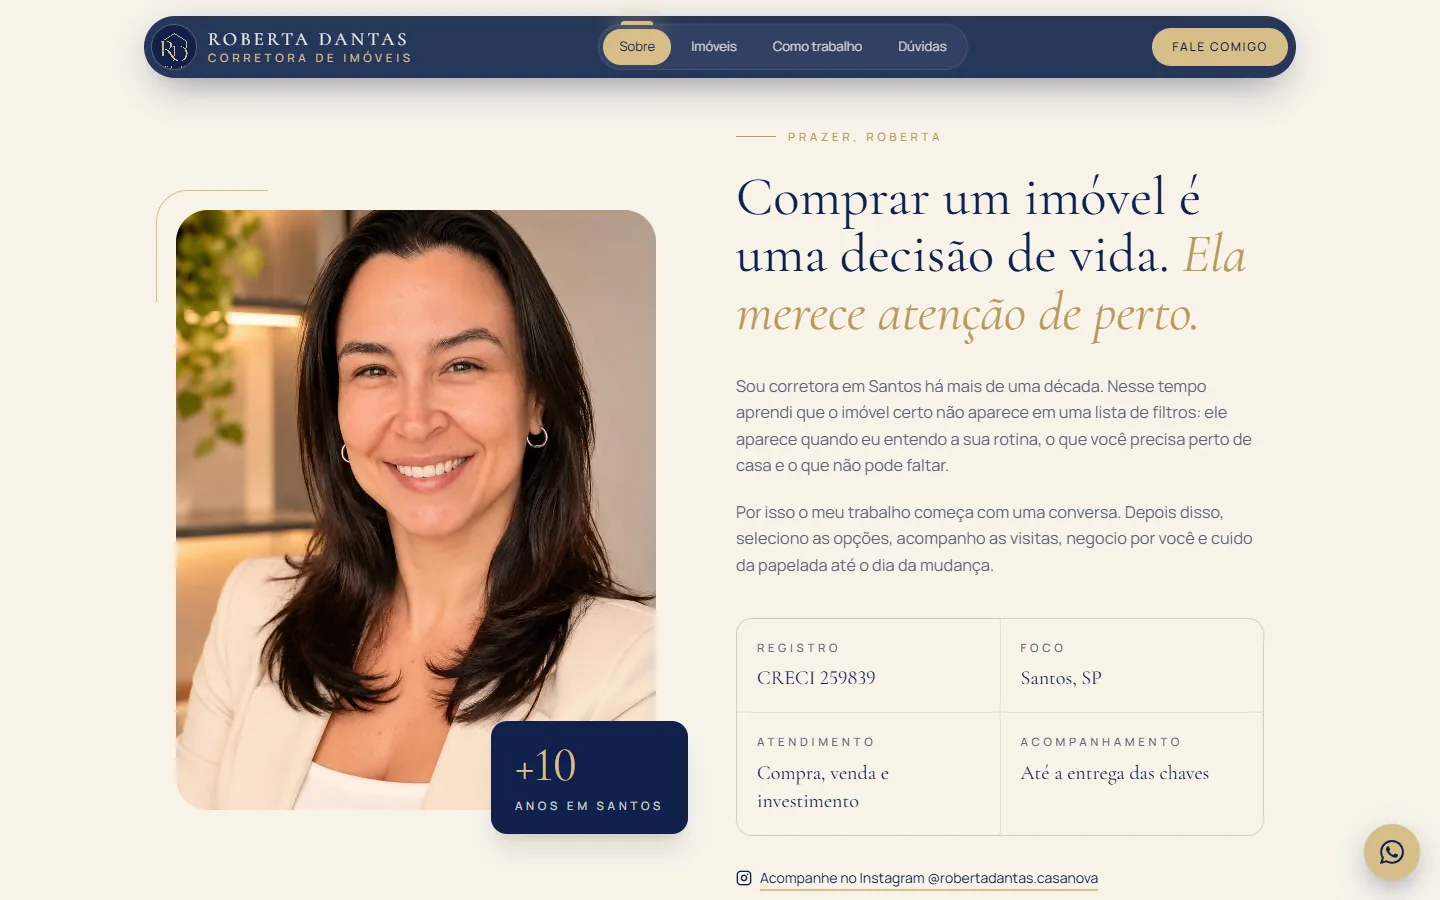 ROBERTA DANTAS
CORRETORA DE IMÓVEIS
Sobre
Imóveis
Como trabalho
Dúvidas
FALE COMIGO
PRAZER, ROBERTA
Comprar um imóvel é
uma decisão de vida. Ela
merece atenção de perto.
Sou corretora em Santos há mais de uma década. Nesse tempo
aprendi que o imóvel certo não aparece em uma lista de filtros: ele
aparece quando eu entendo a sua rotina, o que você precisa perto de
casa e o que não pode faltar.
Por isso o meu trabalho começa com uma conversa. Depois disso,
seleciono as opções, acompanho as visitas, negocio por você e cuido
da papelada até o dia da mudança.
+10
ANOS EM SANTOS
REGISTRO
CRECI 259839
FOCO
Santos, SP
ATENDIMENTO
Compra, venda e
investimento
ACOMPANHAMENTO
Até a entrega das chaves
Acompanhe no Instagram @robertadantas.casanova